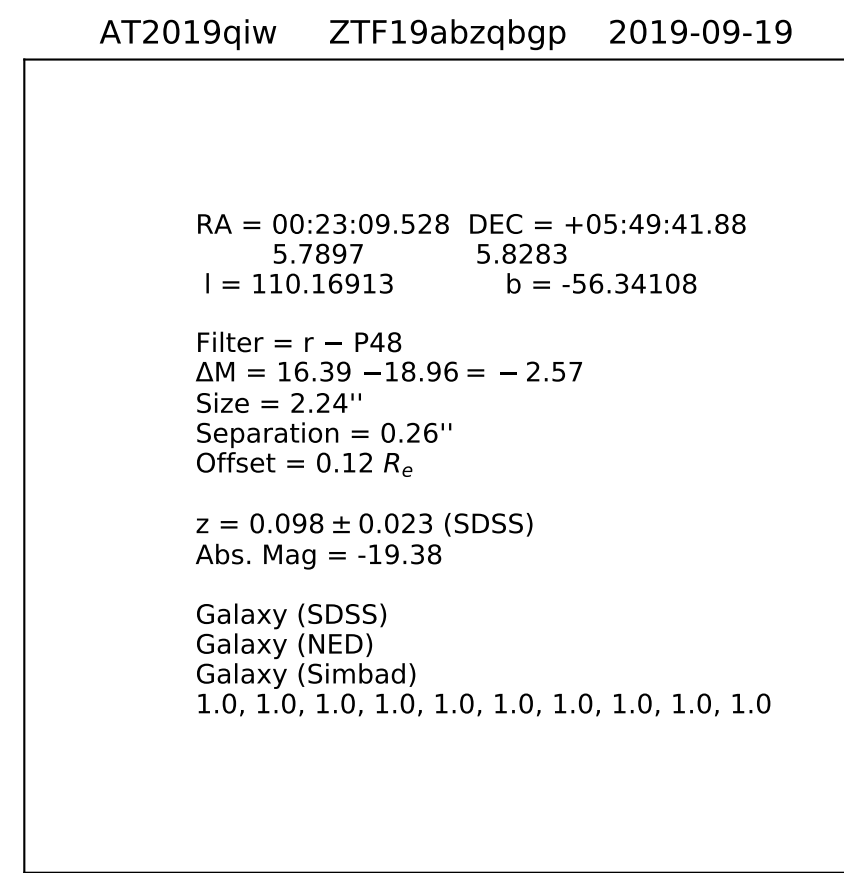 AT2019qiw ZTF19abzqbgp 2019-09-19
RA = 00:23:09.528 DEC = +05:49:41.88
5.7897 5.8283
l = 110.16913 b = -56.34108
Filter = r − P48
ΔM = 16.39 −18.96 = − 2.57
Size = 2.24''
Separation = 0.26''
Offset = 0.12 Rₑ
z = 0.098 ± 0.023 (SDSS)
Abs. Mag = -19.38
Galaxy (SDSS)
Galaxy (NED)
Galaxy (Simbad)
1.0, 1.0, 1.0, 1.0, 1.0, 1.0, 1.0, 1.0, 1.0, 1.0